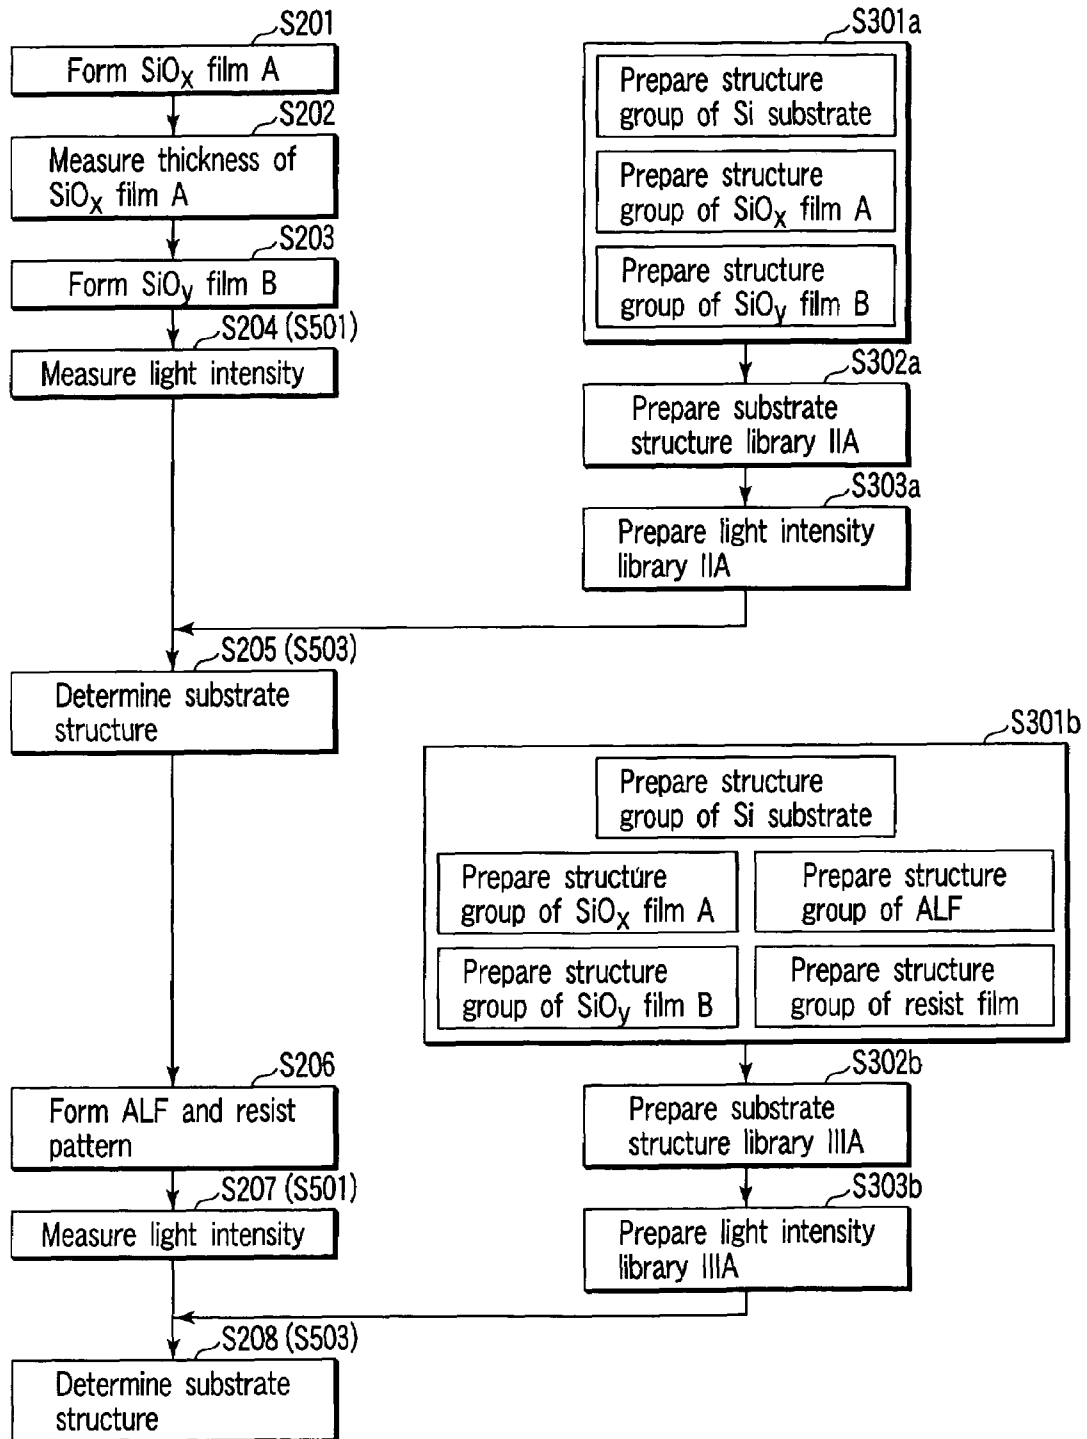 S201
Form SiOx film A
S202
Measure thickness of
SiOx film A
S203
Form SiOy film B
S204 (S501)
Measure light intensity
S301a
Prepare structure
group of Si substrate
Prepare structure
group of SiOx film A
Prepare structure
group of SiOy film B
S302a
Prepare substrate
structure library IIA
S303a
Prepare light intensity
library IIA
S205 (S503)
Determine substrate
structure
S301b
Prepare structure
group of Si substrate
Prepare structure
group of SiOx film A
Prepare structure
group of ALF
Prepare structure
group of SiOy film B
Prepare structure
group of resist film
S302b
Prepare substrate
structure library IIIA
S303b
Prepare light intensity
library IIIA
S206
Form ALF and resist
pattern
S207 (S501)
Measure light intensity
S208 (S503)
Determine substrate
structure